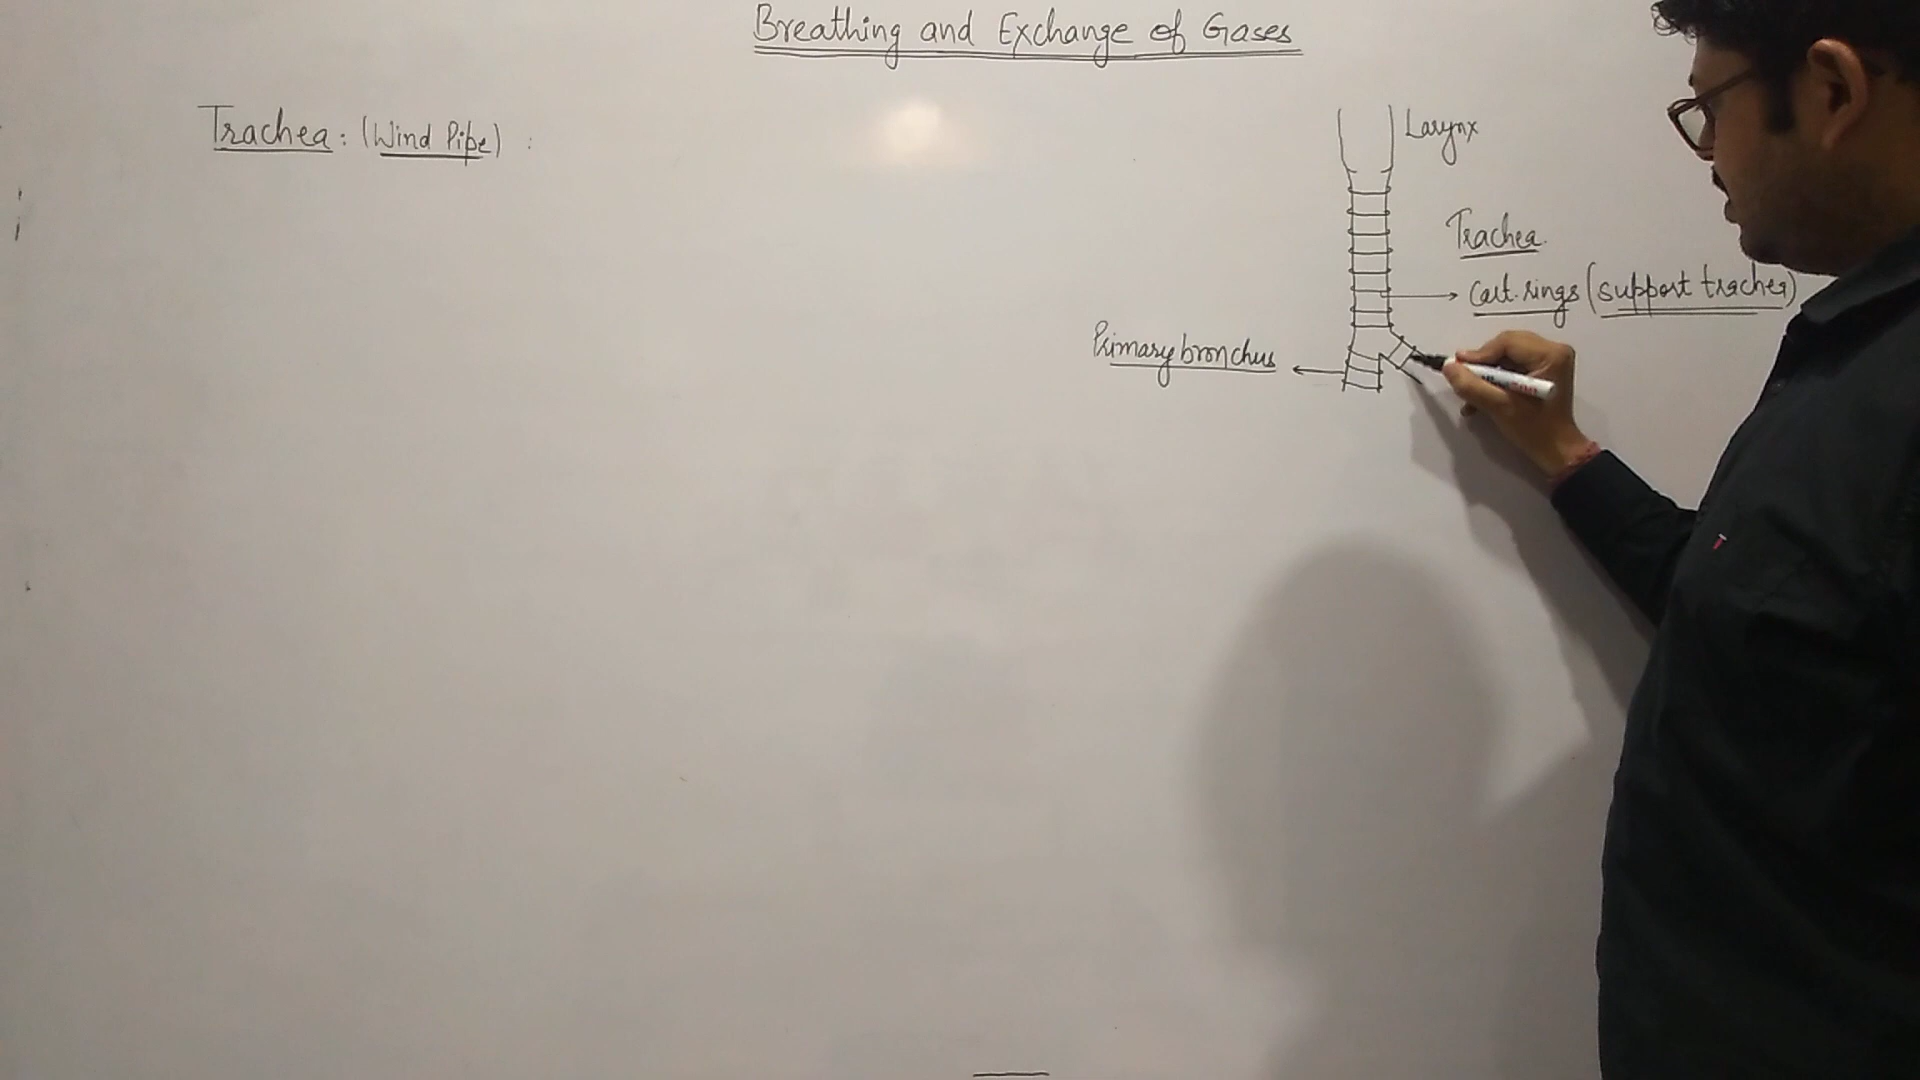 Breathing and Exchange of Gases
Trachea : (Wind Pipe) :
Larynx
Trachea.
Cart. rings (support trachea)
Primary bronchus